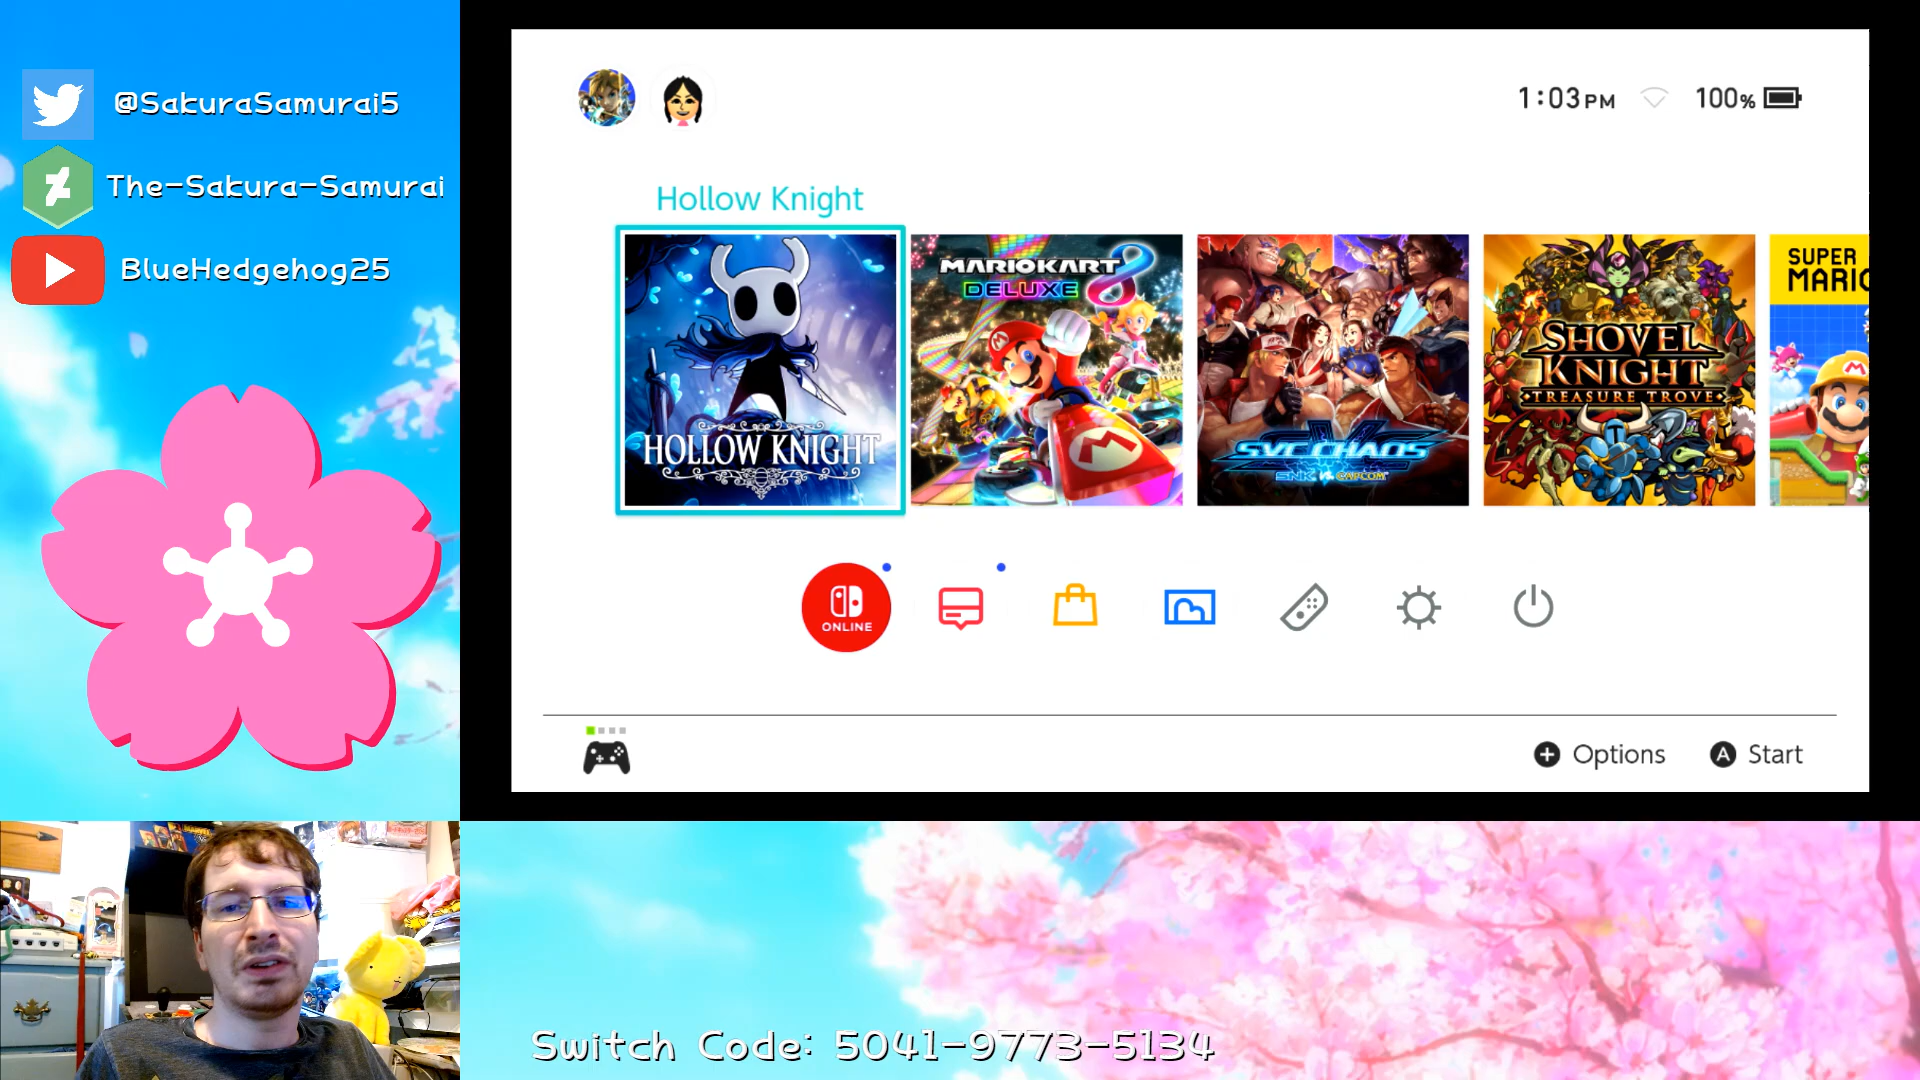 @SakuraSamurai5
The-Sakura-Samurai
BlueHedgehog25
1:03PM
100%
Hollow Knight
HOLLOW KNIGHT
MARIOKART 8
DELUXE
SVC CHAOS
SNK VS. CAPCOM
SHOVEL
KNIGHT
TREASURE TROVE
SUPER
MARIO
ONLINE
+ Options
A Start
Switch Code: 5041-9773-5134